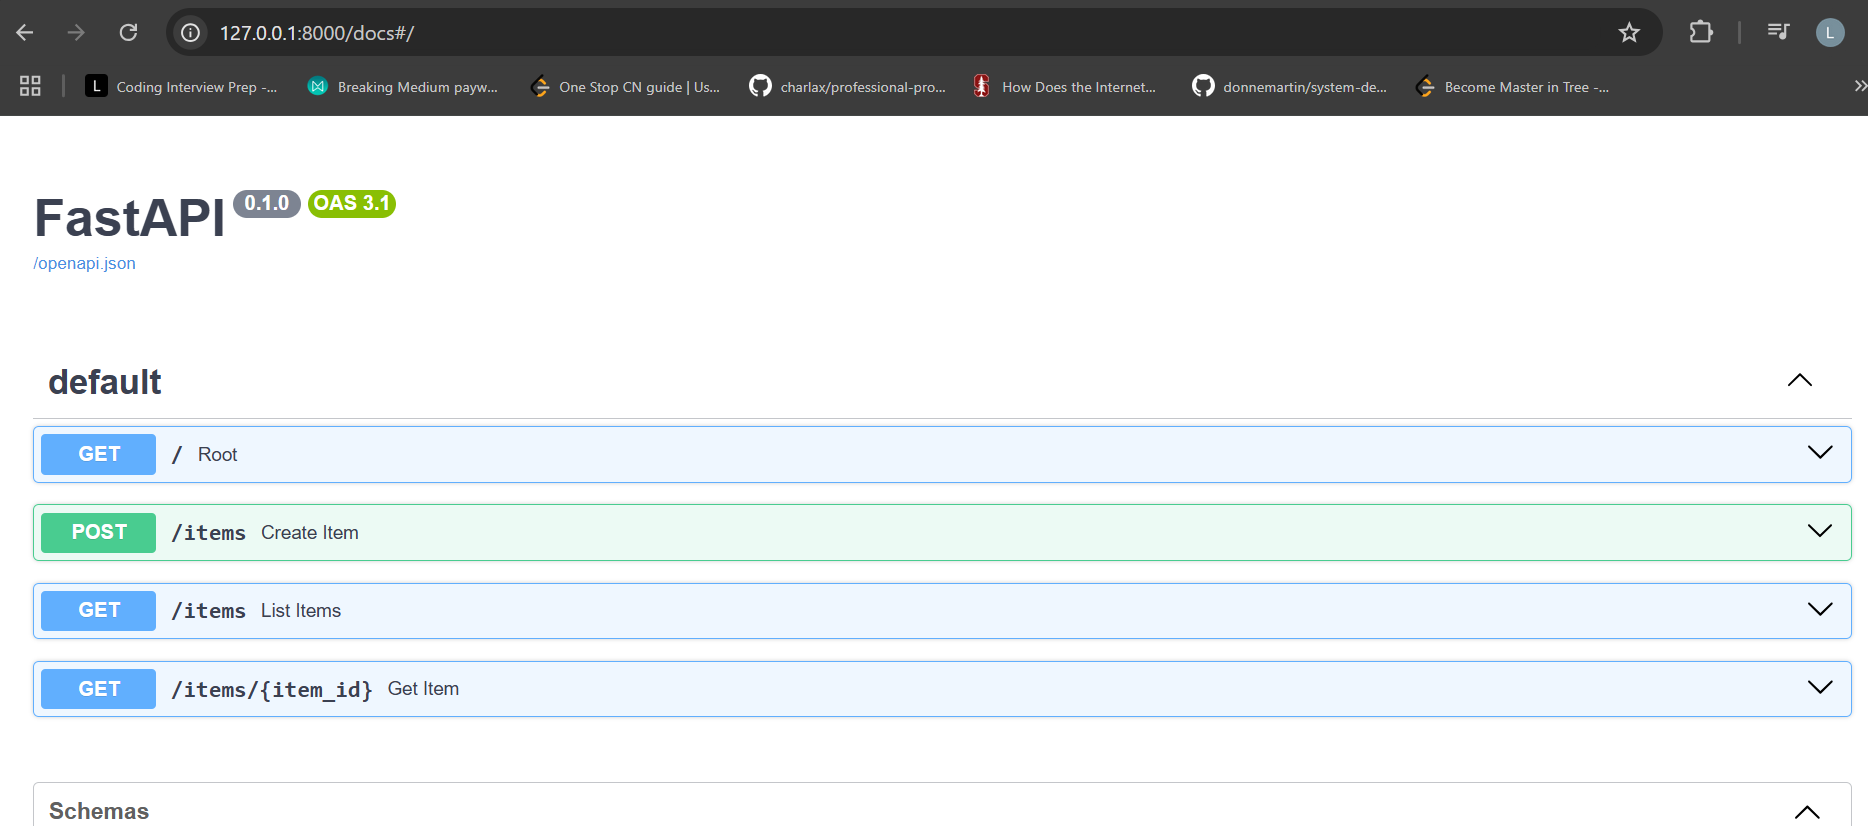 127.0.0.1:8000/docs#/
L
L Coding Interview Prep -...
Breaking Medium payw...
One Stop CN guide | Us...
charlax/professional-pro...
How Does the Internet...
donnemartin/system-de...
Become Master in Tree -...
FastAPI 0.1.0 OAS 3.1
/openapi.json
default
GET / Root
POST /items Create Item
GET /items List Items
GET /items/{item_id} Get Item
Schemas